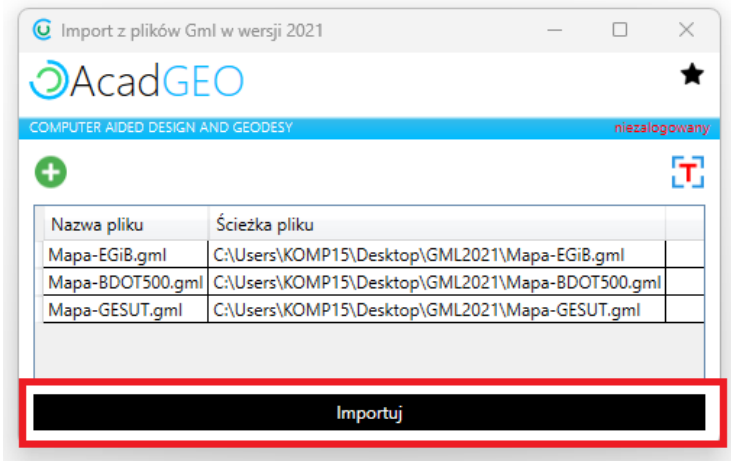 Import z plików Gml w wersji 2021
AcadGEO
COMPUTER AIDED DESIGN AND GEODESY niezalogowany
T
Nazwa pliku Ścieżka pliku
Mapa-EGiB.gml C:\Users\KOMP15\Desktop\GML2021\Mapa-EGiB.gml
Mapa-BDOT500.gml C:\Users\KOMP15\Desktop\GML2021\Mapa-BDOT500.gml
Mapa-GESUT.gml C:\Users\KOMP15\Desktop\GML2021\Mapa-GESUT.gml
Importuj